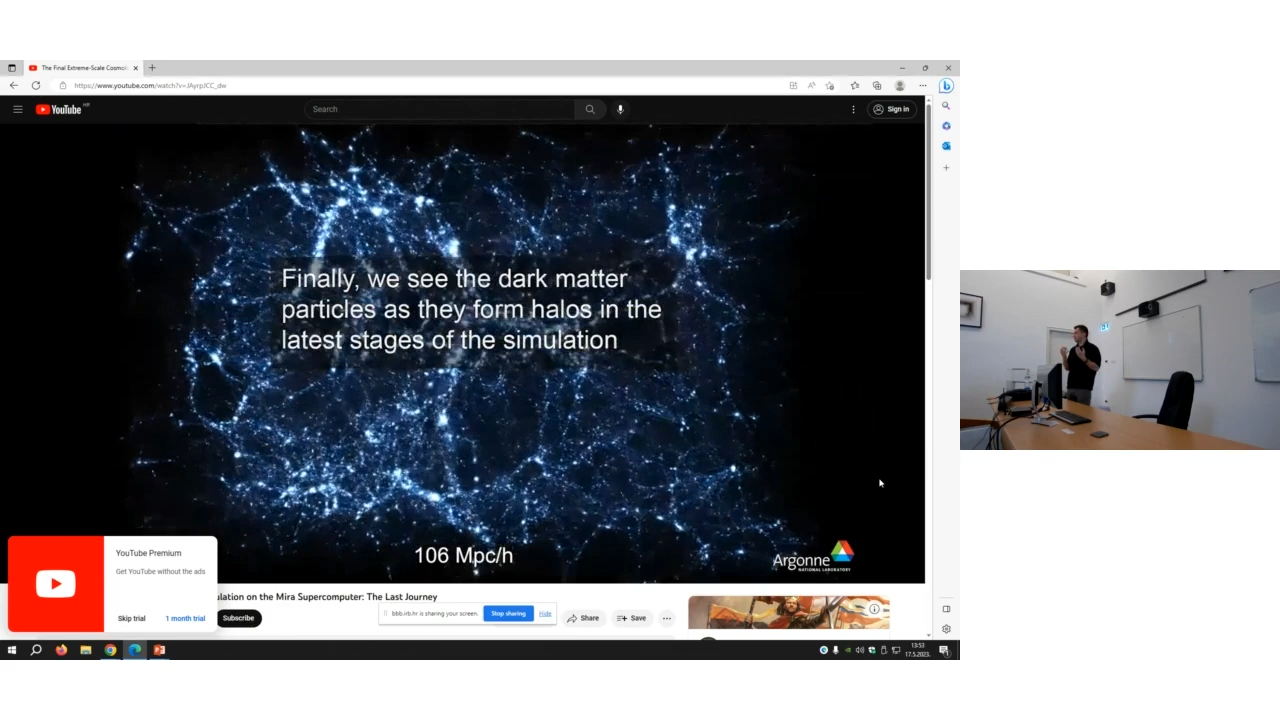 The Final Extreme-Scale Cosmolo
https://www.youtube.com/watch?v=JAyrpJCC_dw
YouTube HR
Search
Sign in
Finally, we see the dark matter
particles as they form halos in the
latest stages of the simulation
106 Mpc/h
Argonne
NATIONAL LABORATORY
YouTube Premium
Get YouTube without the ads
Skip trial
1 month trial
ulation on the Mira Supercomputer: The Last Journey
Subscribe
bbb.irb.hr is sharing your screen.
Stop sharing
Hide
Share
Save
13:53
17.5.2023.